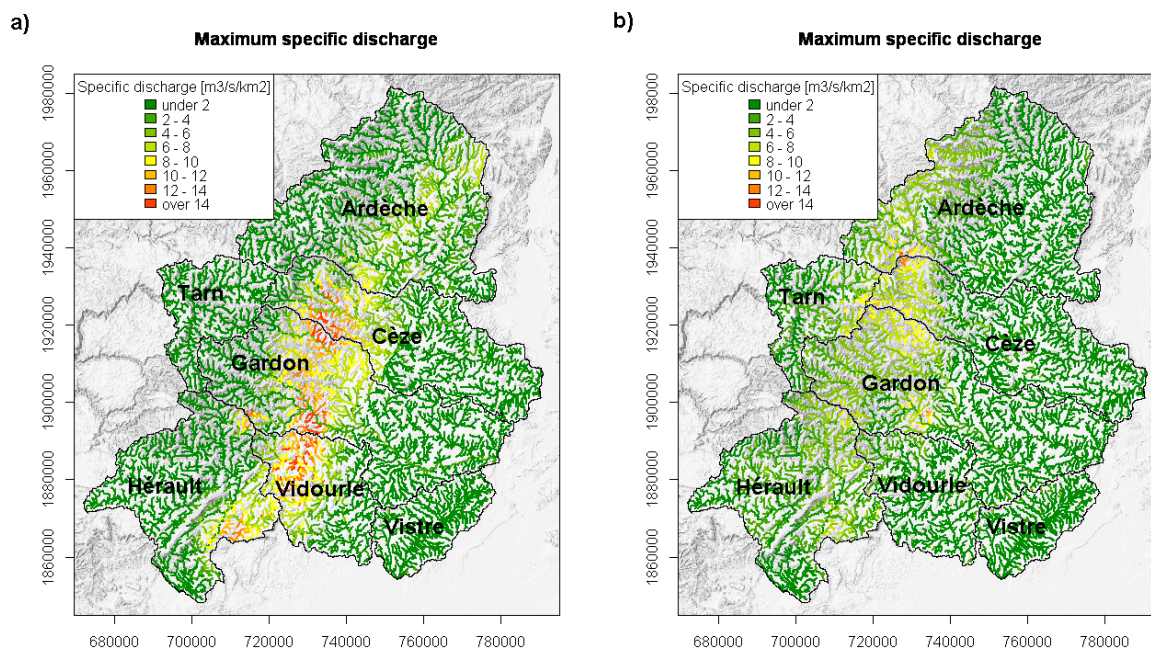 a)
Maximum specific discharge
Specific discharge [m3/s/km2]
under 2
2 - 4
4 - 6
6 - 8
8 - 10
10 - 12
12 - 14
over 14
1980000
1960000
1940000
1920000
1900000
1880000
1860000
Ardèche
Tarn
Cèze
Gardon
Hérault
Vidourle
Vistre
680000
700000
720000
740000
760000
780000
b)
Maximum specific discharge
Specific discharge [m3/s/km2]
under 2
2 - 4
4 - 6
6 - 8
8 - 10
10 - 12
12 - 14
over 14
1980000
1960000
1940000
1920000
1900000
1880000
1860000
Ardèche
Tarn
Cèze
Gardon
Hérault
Vidourle
Vistre
680000
700000
720000
740000
760000
780000